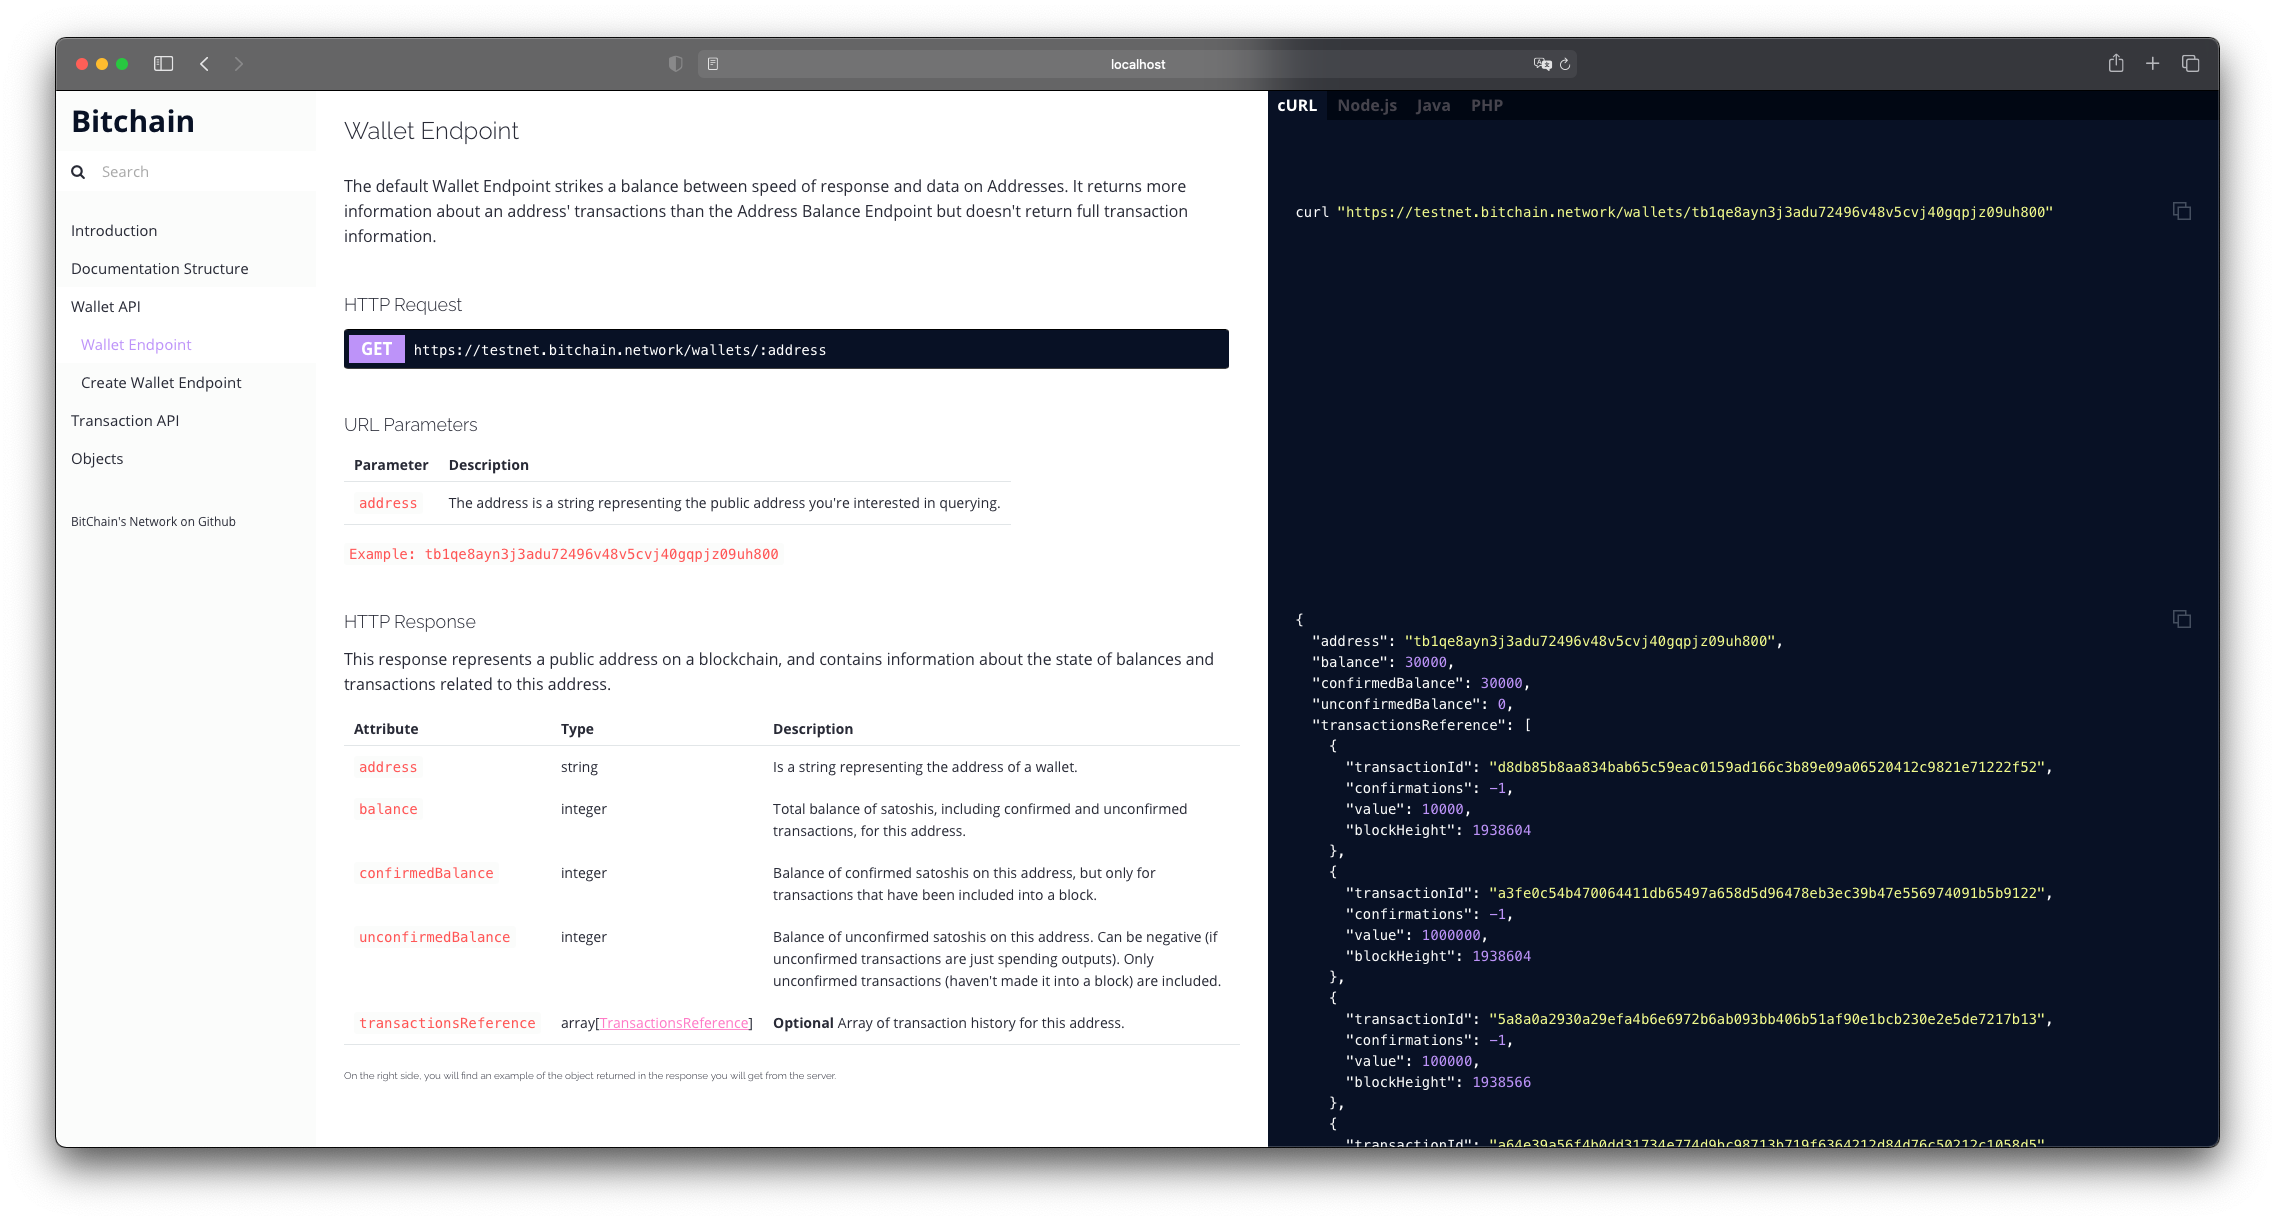 localhost
Bitchain
Search
Introduction
Documentation Structure
Wallet API
Wallet Endpoint
Create Wallet Endpoint
Transaction API
Objects
BitChain's Network on Github
Wallet Endpoint
The default Wallet Endpoint strikes a balance between speed of response and data on Addresses. It returns more
information about an address' transactions than the Address Balance Endpoint but doesn't return full transaction
information.
HTTP Request
GET https://testnet.bitchain.network/wallets/:address
URL Parameters
Parameter Description
address The address is a string representing the public address you're interested in querying.
Example: tb1qe8ayn3j3adu72496v48v5cvj40gqpjz09uh800
HTTP Response
This response represents a public address on a blockchain, and contains information about the state of balances and
transactions related to this address.
Attribute Type Description
address string Is a string representing the address of a wallet.
balance integer Total balance of satoshis, including confirmed and unconfirmed
transactions, for this address.
confirmedBalance integer Balance of confirmed satoshis on this address, but only for
transactions that have been included into a block.
unconfirmedBalance integer Balance of unconfirmed satoshis on this address. Can be negative (if
unconfirmed transactions are just spending outputs). Only
unconfirmed transactions (haven't made it into a block) are included.
transactionsReference array[TransactionsReference] Optional Array of transaction history for this address.
On the right side, you will find an example of the object returned in the response you will get from the server.
cURL Node.js Java PHP
curl "https://testnet.bitchain.network/wallets/tb1qe8ayn3j3adu72496v48v5cvj40gqpjz09uh800"
{
"address": "tb1qe8ayn3j3adu72496v48v5cvj40gqpjz09uh800",
"balance": 30000,
"confirmedBalance": 30000,
"unconfirmedBalance": 0,
"transactionsReference": [
{
"transactionId": "d8db85b8aa834bab65c59eac0159ad166c3b89e09a06520412c9821e71222f52",
"confirmations": -1,
"value": 10000,
"blockHeight": 1938604
},
{
"transactionId": "a3fe0c54b470064411db65497a658d5d96478eb3ec39b47e556974091b5b9122",
"confirmations": -1,
"value": 1000000,
"blockHeight": 1938604
},
{
"transactionId": "5a8a0a2930a29efa4b6e6972b6ab093bb406b51af90e1bcb230e2e5de7217b13",
"confirmations": -1,
"value": 100000,
"blockHeight": 1938566
},
{
"transactionId": "a64e39a56f4b0dd31734e774d9bc98713b719f6364212d84d76c50212c1058d5"